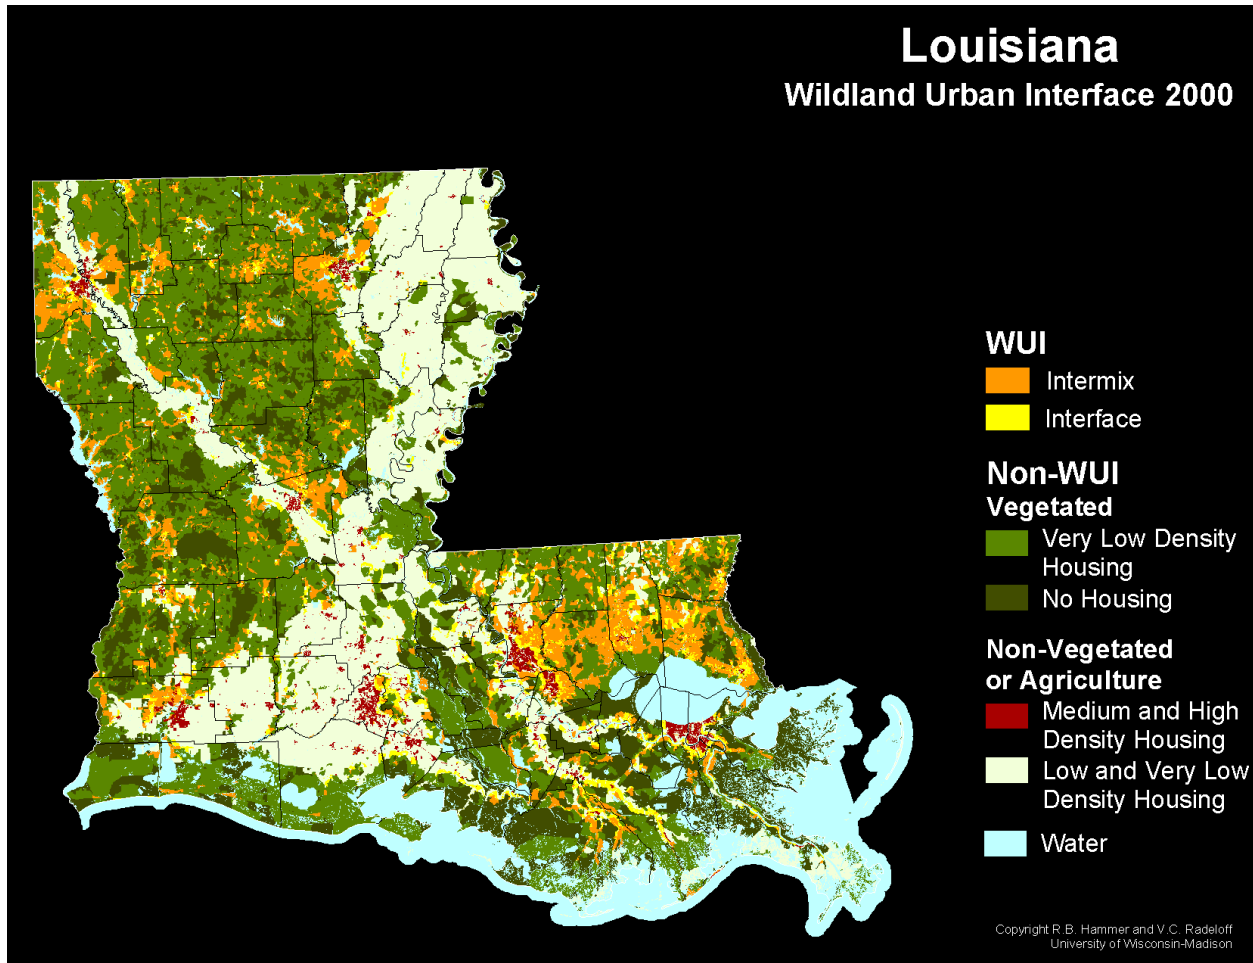 Louisiana
Wildland Urban Interface 2000
WUI
Intermix
Interface
Non-WUI
Vegetated
Very Low Density
Housing
No Housing
Non-Vegetated
or Agriculture
Medium and High
Density Housing
Low and Very Low
Density Housing
Water
Copyright R.B. Hammer and V.C. Radeloff
University of Wisconsin-Madison